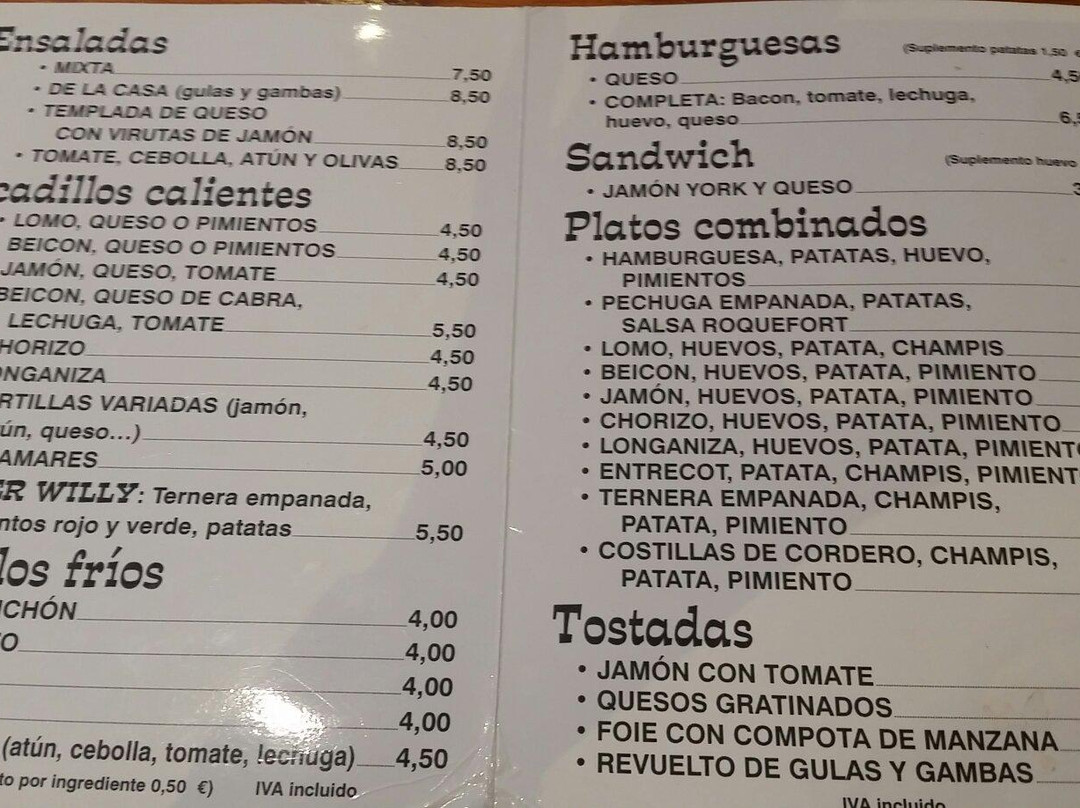 Ensaladas
• MIXTA 7,50
• DE LA CASA (gulas y gambas) 8,50
• TEMPLADA DE QUESO
CON VIRUTAS DE JAMÓN 8,50
• TOMATE, CEBOLLA, ATÚN Y OLIVAS 8,50
cadillos calientes
• LOMO, QUESO O PIMIENTOS 4,50
BEICON, QUESO O PIMIENTOS 4,50
JAMÓN, QUESO, TOMATE 4,50
BEICON, QUESO DE CABRA,
LECHUGA, TOMATE 5,50
HORIZO 4,50
ONGANIZA 4,50
RTILLAS VARIADAS (jamón,
ún, queso...) 4,50
AMARES 5,00
ER WILLY: Ternera empanada,
ntos rojo y verde, patatas 5,50
los fríos
ICHÓN 4,00
O 4,00
4,00
4,00
(atún, cebolla, tomate, lechuga) 4,50
to por ingrediente 0,50 €) IVA incluido
Hamburguesas (Suplemento patatas 1,50 €
• QUESO 4,5
• COMPLETA: Bacon, tomate, lechuga,
huevo, queso 6,
Sandwich (Suplemento huevo
• JAMÓN YORK Y QUESO
Platos combinados
• HAMBURGUESA, PATATAS, HUEVO,
PIMIENTOS
• PECHUGA EMPANADA, PATATAS,
SALSA ROQUEFORT
• LOMO, HUEVOS, PATATA, CHAMPIS
• BEICON, HUEVOS, PATATA, PIMIENTO
• JAMÓN, HUEVOS, PATATA, PIMIENTO
• CHORIZO, HUEVOS, PATATA, PIMIENTO
• LONGANIZA, HUEVOS, PATATA, PIMIENTO
• ENTRECOT, PATATA, CHAMPIS, PIMIENT
• TERNERA EMPANADA, CHAMPIS,
PATATA, PIMIENTO
• COSTILLAS DE CORDERO, CHAMPIS,
PATATA, PIMIENTO
Tostadas
• JAMÓN CON TOMATE
• QUESOS GRATINADOS
• FOIE CON COMPOTA DE MANZANA
• REVUELTO DE GULAS Y GAMBAS
IVA incluido